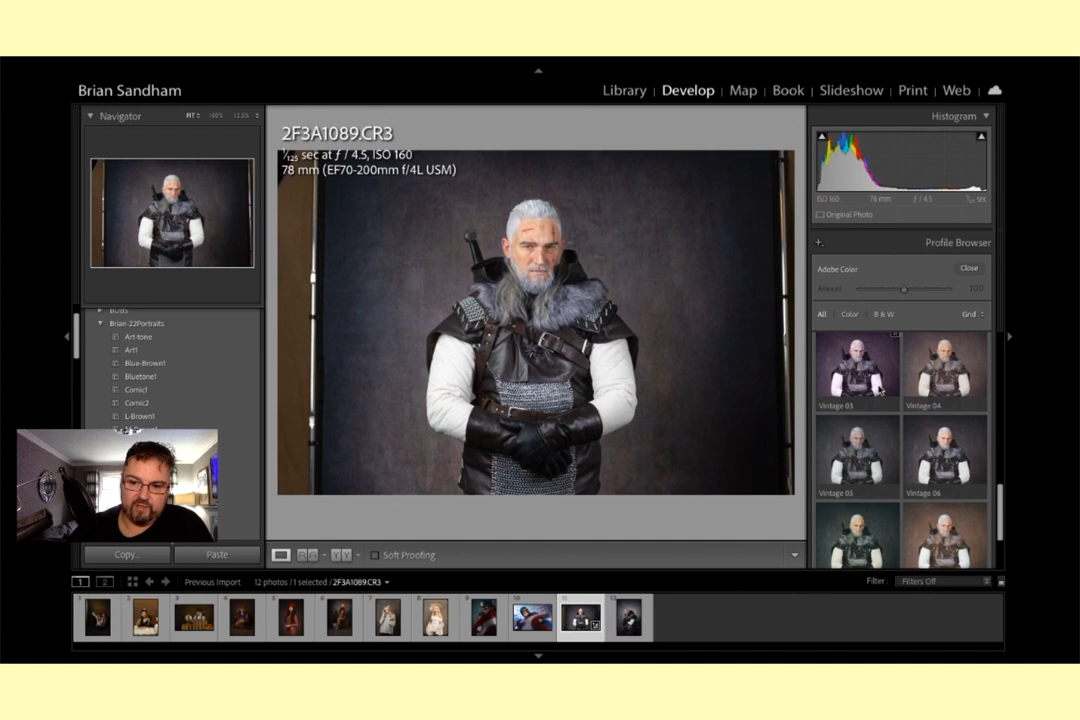 Brian Sandham
Library | Develop | Map | Book | Slideshow | Print | Web |
Navigator FIT 100% 12.5%
Histogram
2F3A1089.CR3
1/125 sec at f / 4.5, ISO 160
78 mm (EF70-200mm f/4L USM)
ISO 160 78 mm f / 4.5 sec
Original Photo
Profile Browser
Adobe Color Close
Amount 100
All Color B & W Grid
Brian-22Portraits
Art-tone
Art1
Blue-Brown1
Bluetone1
Comic1
Comic2
L-Brown1
Vintage 03 Vintage 04
Vintage 05 Vintage 06
Copy... Paste
Soft Proofing
1 2 Previous Import 12 photos / 1 selected / 2F3A1089.CR3
Filter : Filters Off
1 2 3 4 5 6 7 8 9 10 11 12